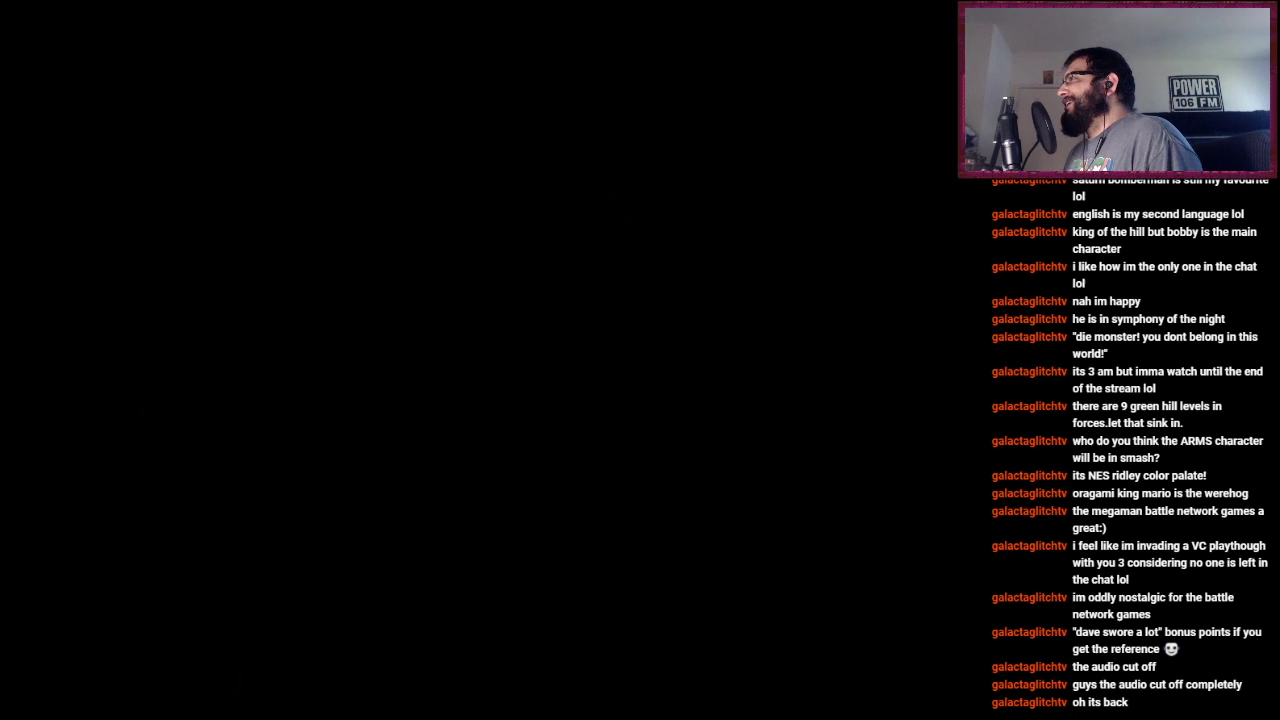 POWER
106 FM
galactaglitchtv saturn bomberman is still my favourite
lol
galactaglitchtv english is my second language lol
galactaglitchtv king of the hill but bobby is the main
character
galactaglitchtv i like how im the only one in the chat
lol
galactaglitchtv nah im happy
galactaglitchtv he is in symphony of the night
galactaglitchtv "die monster! you dont belong in this
world!"
galactaglitchtv its 3 am but imma watch until the end
of the stream lol
galactaglitchtv there are 9 green hill levels in
forces.let that sink in.
galactaglitchtv who do you think the ARMS character
will be in smash?
galactaglitchtv its NES ridley color palate!
galactaglitchtv oragami king mario is the werehog
galactaglitchtv the megaman battle network games a
great:)
galactaglitchtv i feel like im invading a VC playthough
with you 3 considering no one is left in
the chat lol
galactaglitchtv im oddly nostalgic for the battle
network games
galactaglitchtv "dave swore a lot" bonus points if you
get the reference
galactaglitchtv the audio cut off
galactaglitchtv guys the audio cut off completely
galactaglitchtv oh its back